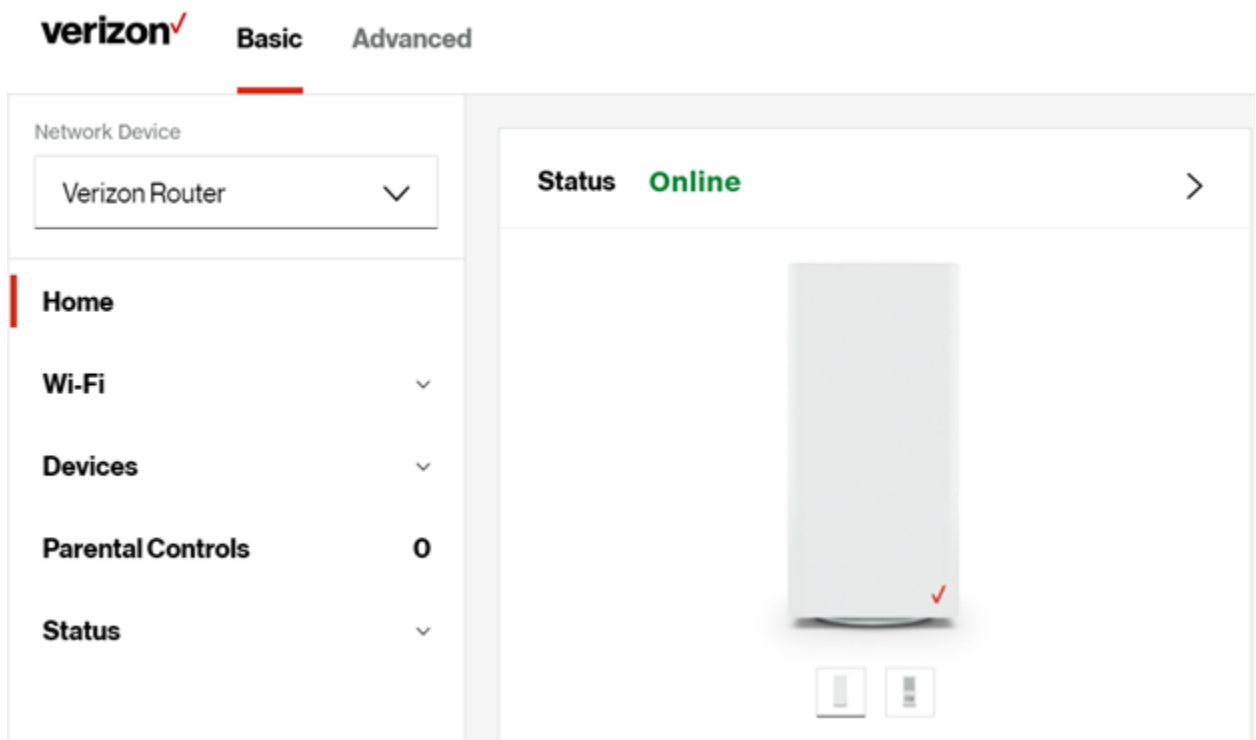 verizon
Basic
Advanced
Network Device
Verizon Router
Home
Wi-Fi
Devices
Parental Controls 0
Status
Status Online